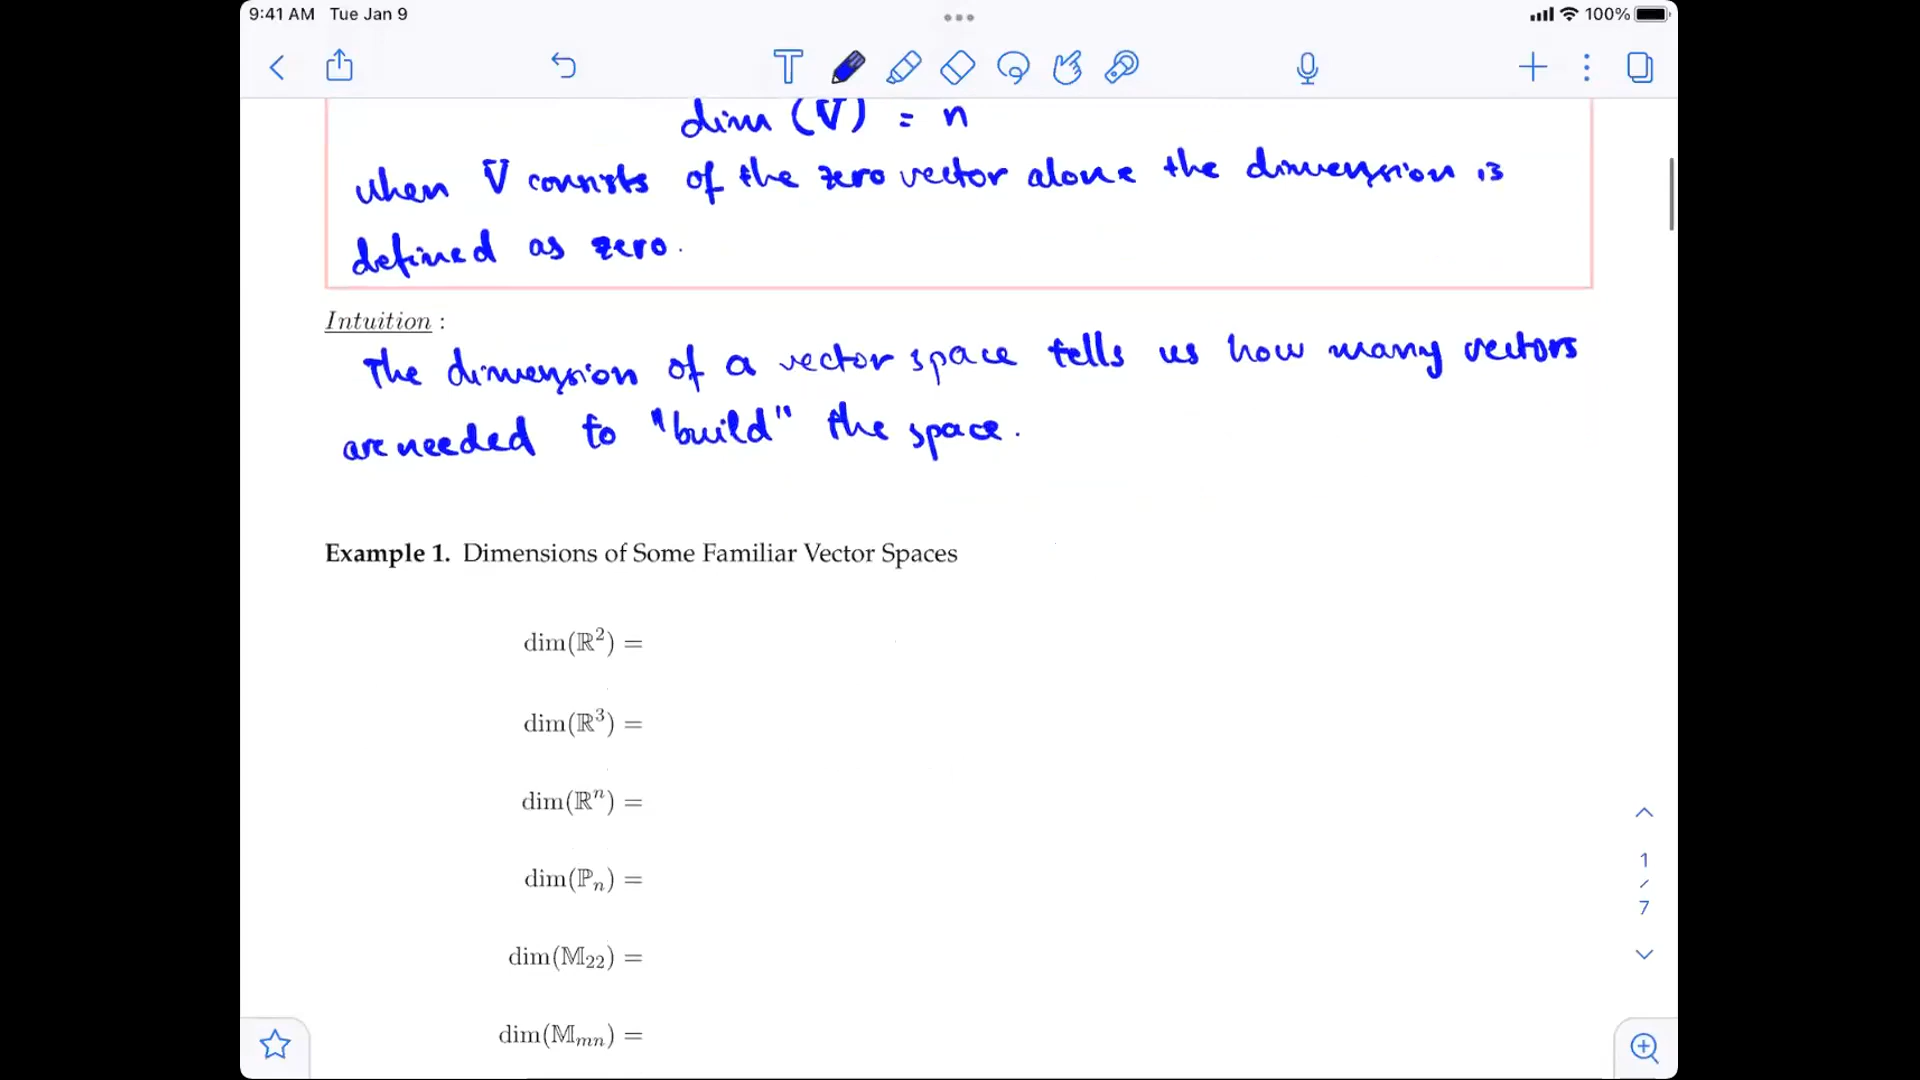 9:41 AM Tue Jan 9
100%
dim (V) = n
when V consists of the zero vector alone the dimension is
defined as zero.
Intuition :
The dimension of a vector space tells us how many vectors
are needed to "build" the space.
Example 1. Dimensions of Some Familiar Vector Spaces
dim(ℝ²) =
dim(ℝ³) =
dim(ℝⁿ) =
dim(ℙₙ) =
dim(𝕄₂₂) =
dim(𝕄ₘₙ) =
1
/
7